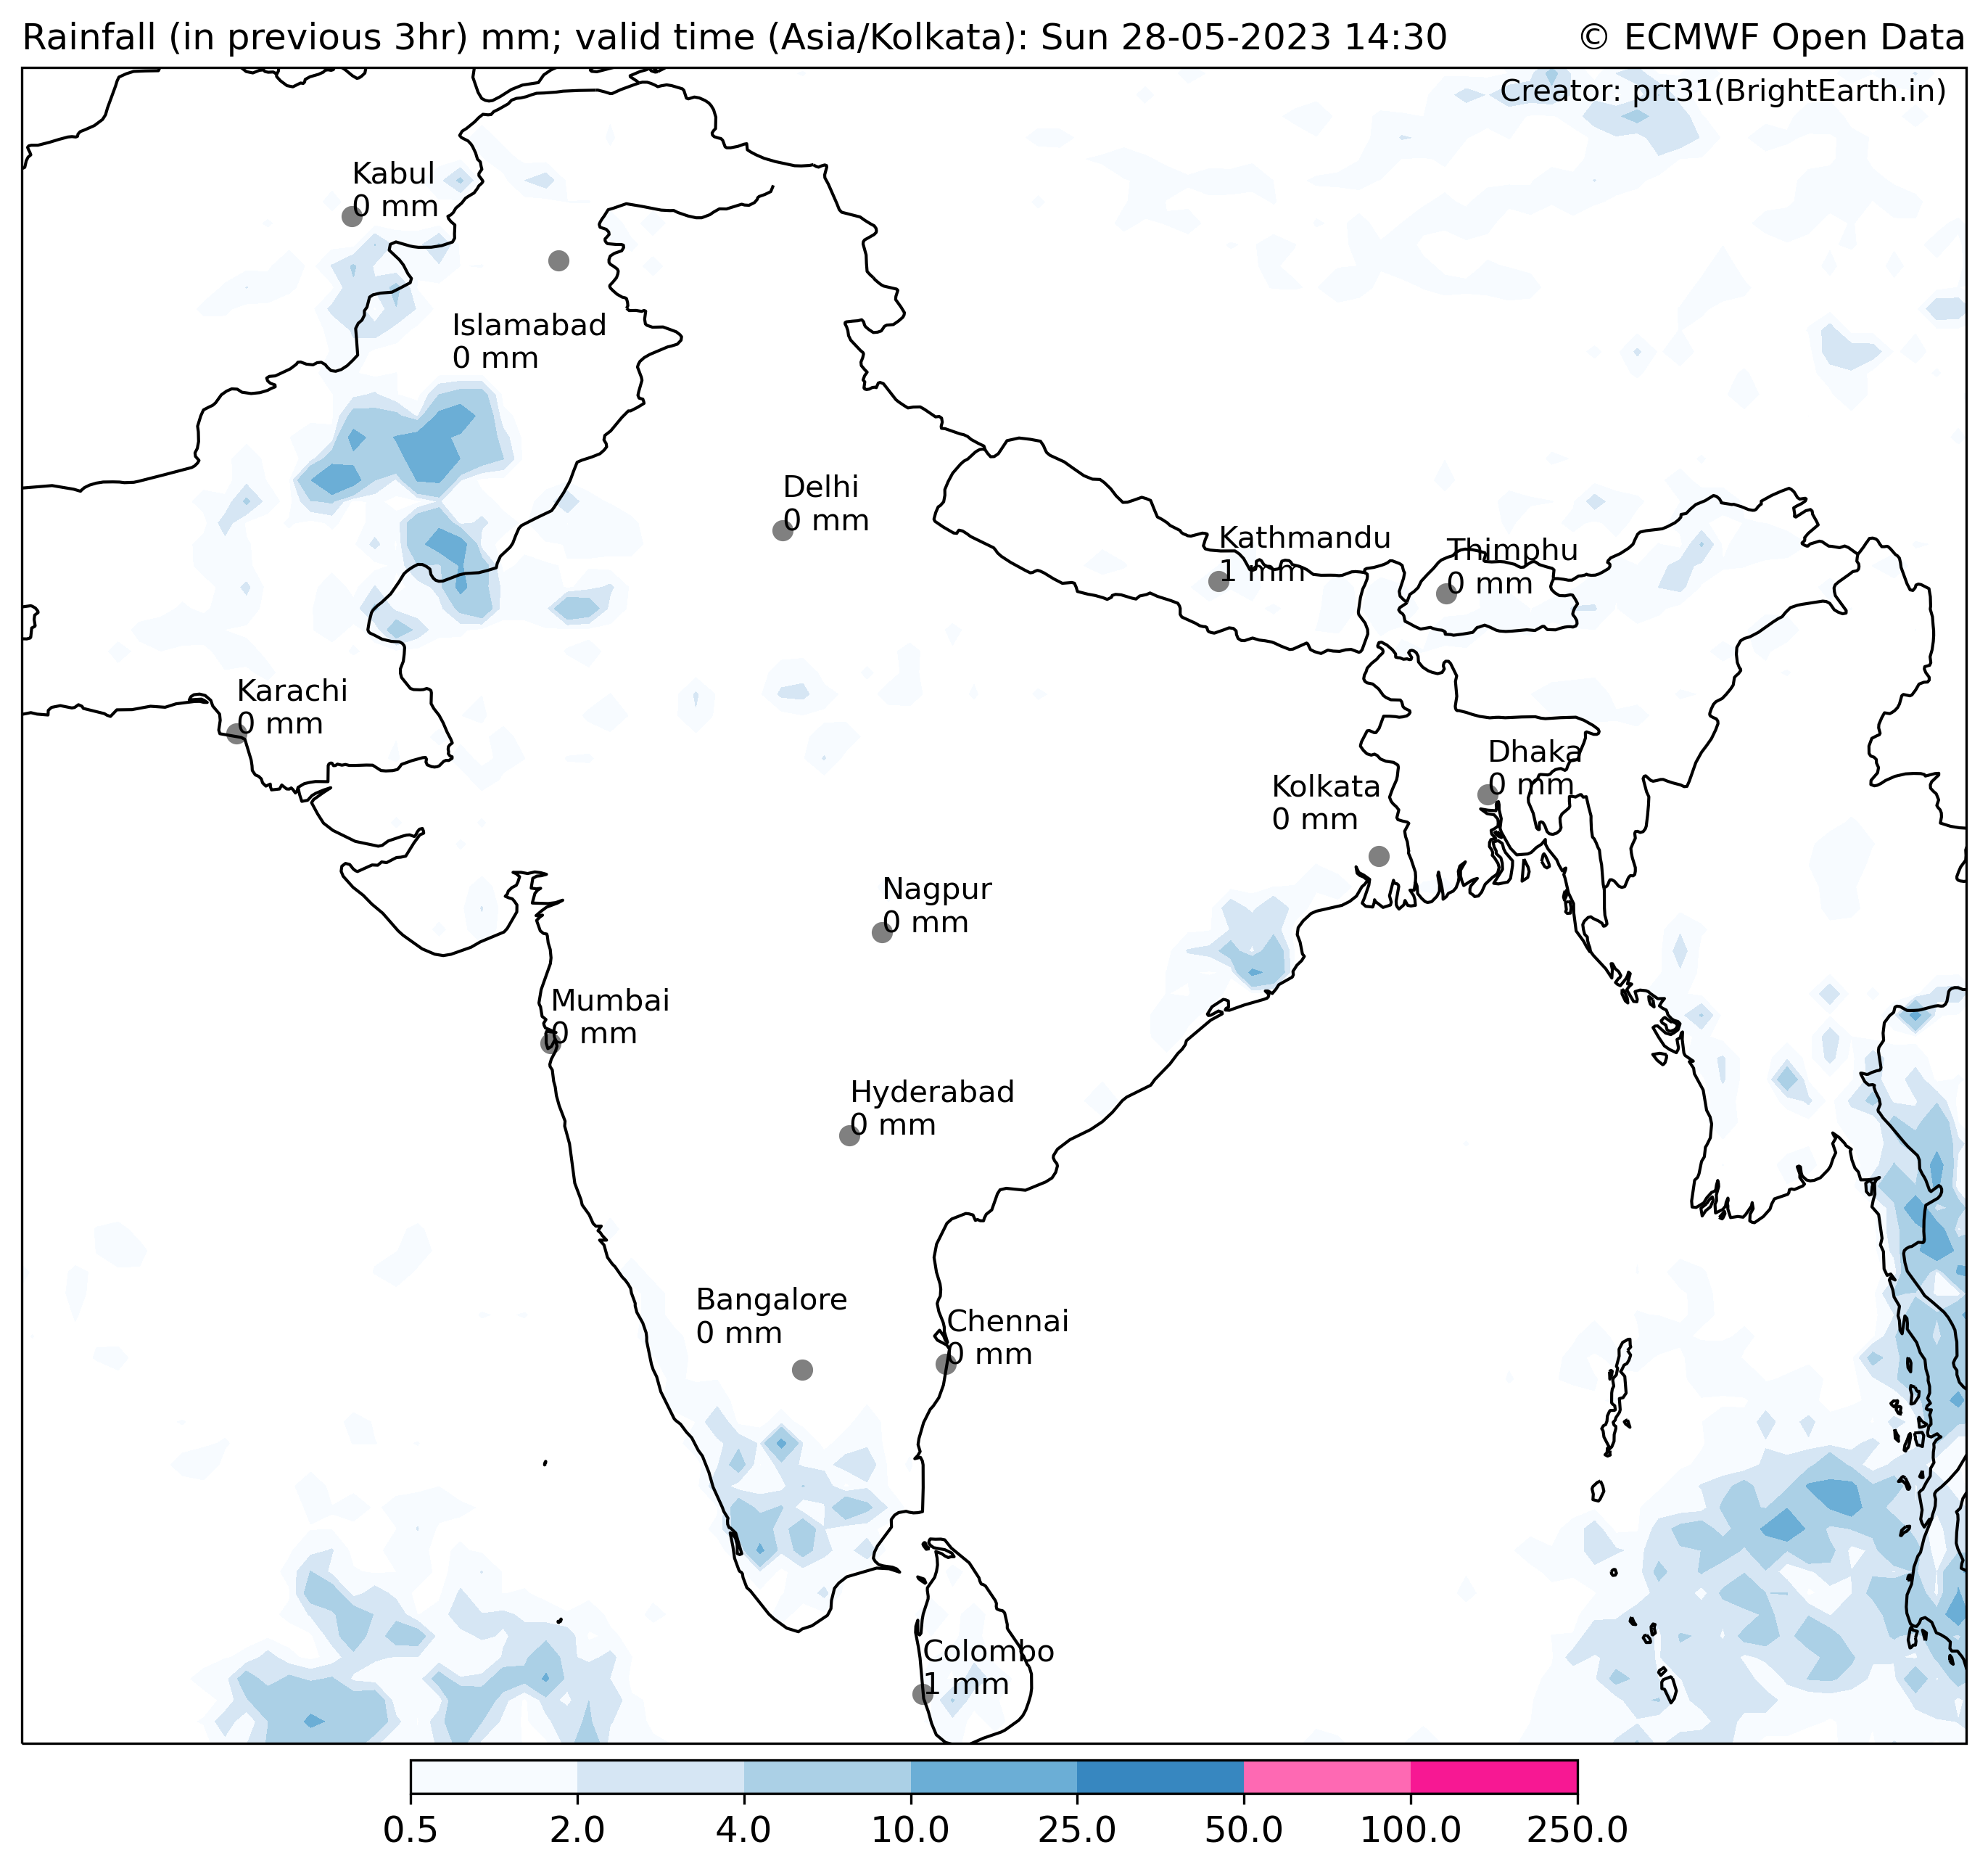 Rainfall (in previous 3hr) mm; valid time (Asia/Kolkata): Sun 28-05-2023 14:30
© ECMWF Open Data
Creator: prt31(BrightEarth.in)
Kabul
0 mm
Islamabad
0 mm
Delhi
0 mm
Kathmandu
1 mm
Thimphu
0 mm
Karachi
0 mm
Dhaka
0 mm
Kolkata
0 mm
Nagpur
0 mm
Mumbai
0 mm
Hyderabad
0 mm
Bangalore
0 mm
Chennai
0 mm
Colombo
1 mm
0.5 2.0 4.0 10.0 25.0 50.0 100.0 250.0